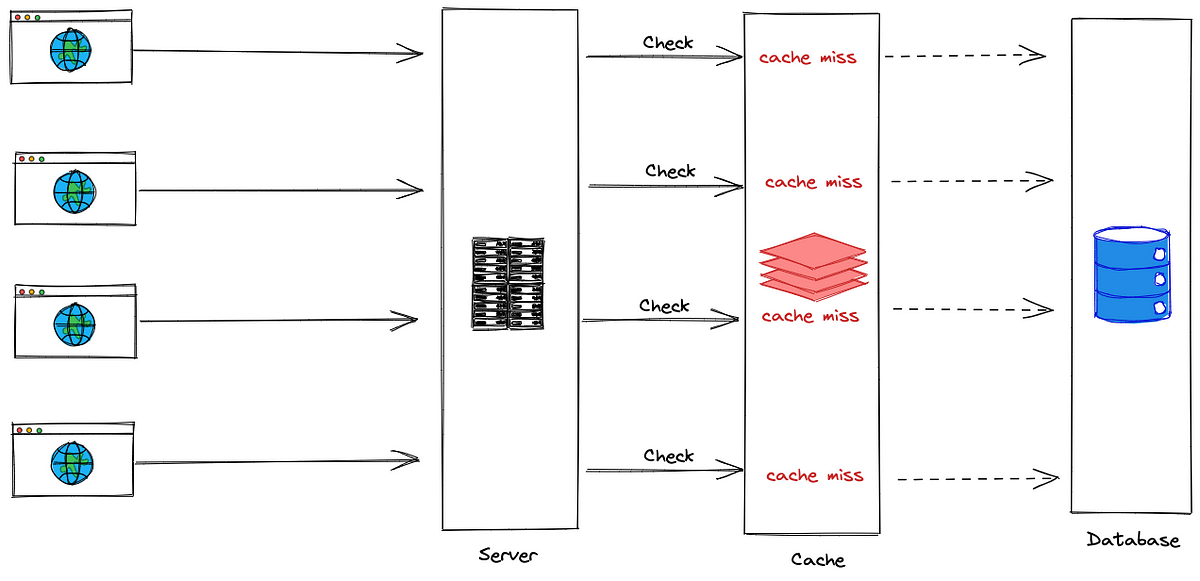 Check
cache miss
Check
cache miss
Check
cache miss
Check
cache miss
Server
Cache
Database